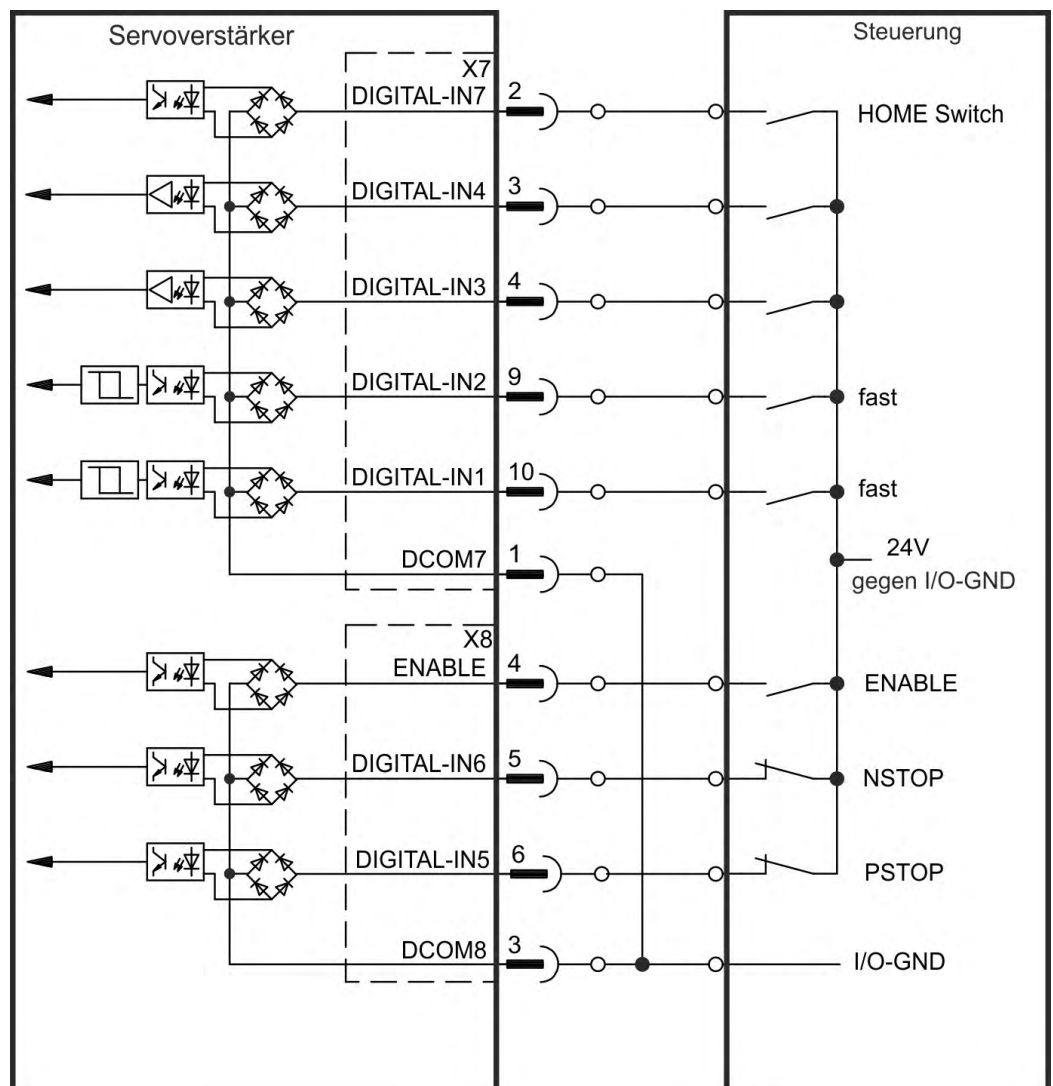 Servoverstärker
Steuerung
X7
DIGITAL-IN7 2 HOME Switch
DIGITAL-IN4 3
DIGITAL-IN3 4
DIGITAL-IN2 9 fast
DIGITAL-IN1 10 fast
24V
gegen I/O-GND
DCOM7 1
X8
ENABLE 4 ENABLE
DIGITAL-IN6 5 NSTOP
DIGITAL-IN5 6 PSTOP
DCOM8 3 I/O-GND